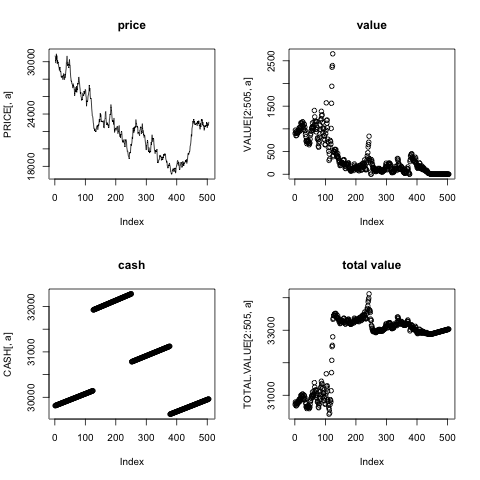 price
PRICE[, a]
18000 24000 30000
0 100 200 300 400 500
Index
value
VALUE[2:505, a]
0 500 1500 2500
0 100 200 300 400 500
Index
cash
CASH[, a]
30000 31000 32000
0 100 200 300 400 500
Index
total value
TOTAL.VALUE[2:505, a]
31000 33000
0 100 200 300 400 500
Index